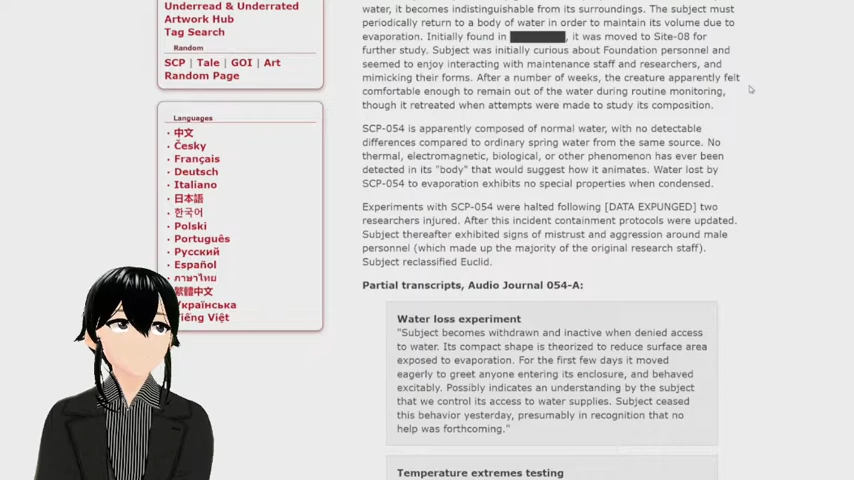 Underread & Underrated
Artwork Hub
Tag Search
Random
SCP | Tale | GOI | Art
Random Page
Languages
中文
Česky
Français
Deutsch
Italiano
日本語
한국어
Polski
Português
Русский
Español
ภาษาไทย
繁體中文
Українська
Tiếng Việt
water, it becomes indistinguishable from its surroundings. The subject must
periodically return to a body of water in order to maintain its volume due to
evaporation. Initially found in , it was moved to Site-08 for
further study. Subject was initially curious about Foundation personnel and
seemed to enjoy interacting with maintenance staff and researchers, and
mimicking their forms. After a number of weeks, the creature apparently felt
comfortable enough to remain out of the water during routine monitoring,
though it retreated when attempts were made to study its composition.
SCP-054 is apparently composed of normal water, with no detectable
differences compared to ordinary spring water from the same source. No
thermal, electromagnetic, biological, or other phenomenon has ever been
detected in its "body" that would suggest how it animates. Water lost by
SCP-054 to evaporation exhibits no special properties when condensed.
Experiments with SCP-054 were halted following [DATA EXPUNGED] two
researchers injured. After this incident containment protocols were updated.
Subject thereafter exhibited signs of mistrust and aggression around male
personnel (which made up the majority of the original research staff).
Subject reclassified Euclid.
Partial transcripts, Audio Journal 054-A:
Water loss experiment
"Subject becomes withdrawn and inactive when denied access
to water. Its compact shape is theorized to reduce surface area
exposed to evaporation. For the first few days it moved
eagerly to greet anyone entering its enclosure, and behaved
excitably. Possibly indicates an understanding by the subject
that we control its access to water supplies. Subject ceased
this behavior yesterday, presumably in recognition that no
help was forthcoming."
Temperature extremes testing